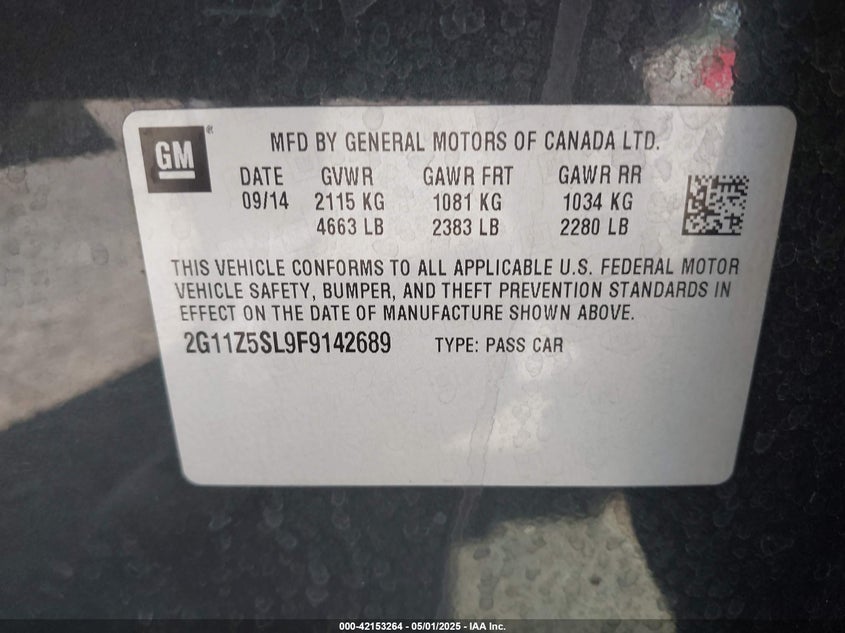 GM®
MFD BY GENERAL MOTORS OF CANADA LTD.
DATE GVWR GAWR FRT GAWR RR
09/14 2115 KG 1081 KG 1034 KG
4663 LB 2383 LB 2280 LB
THIS VEHICLE CONFORMS TO ALL APPLICABLE U.S. FEDERAL MOTOR
VEHICLE SAFETY, BUMPER, AND THEFT PREVENTION STANDARDS IN
EFFECT ON THE DATE OF MANUFACTURE SHOWN ABOVE.
2G11Z5SL9F9142689 TYPE: PASS CAR
000-42153264 - 05/01/2025 - IAA Inc.